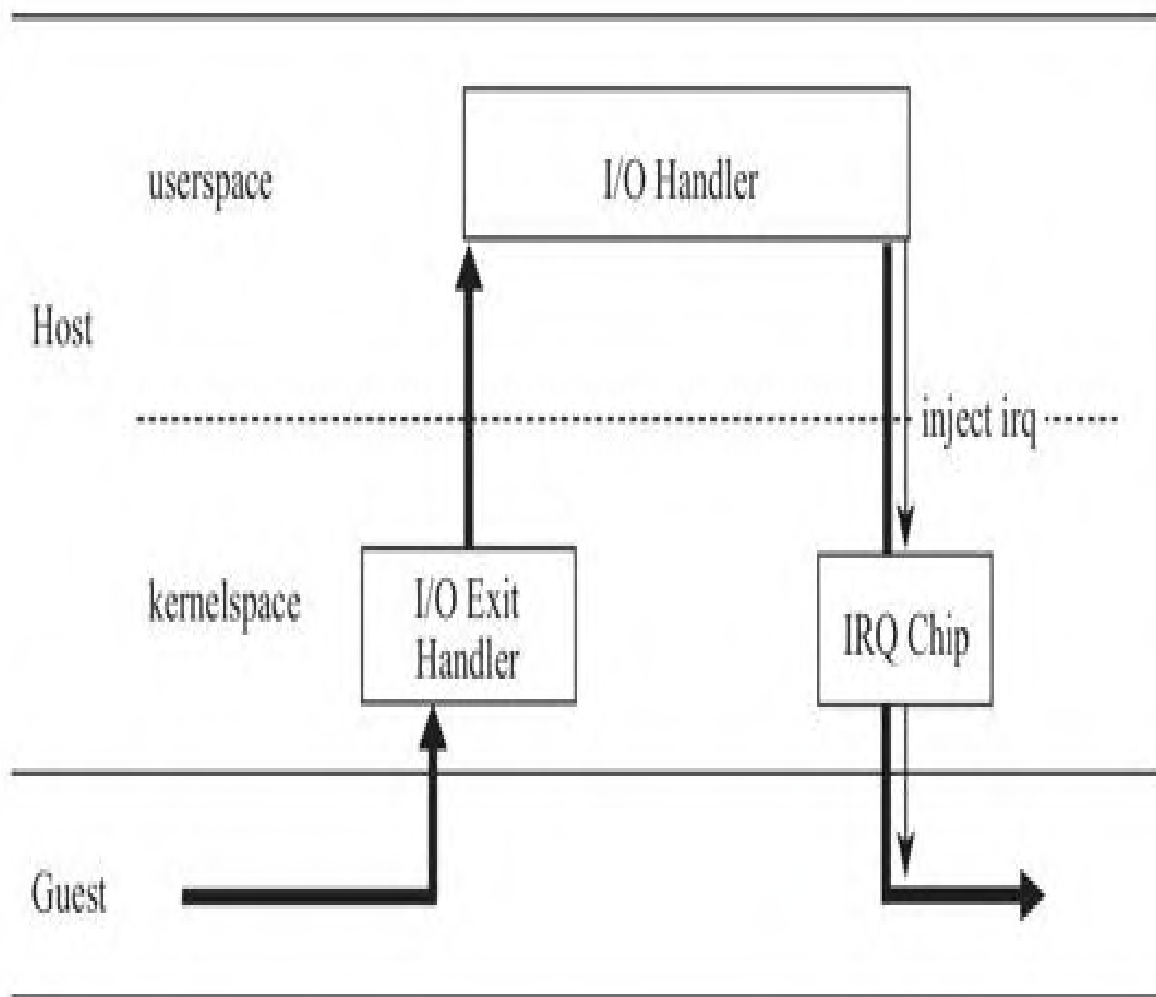 userspace
I/O Handler
Host
inject irq
kernelspace
I/O Exit
Handler
IRQ Chip
Guest